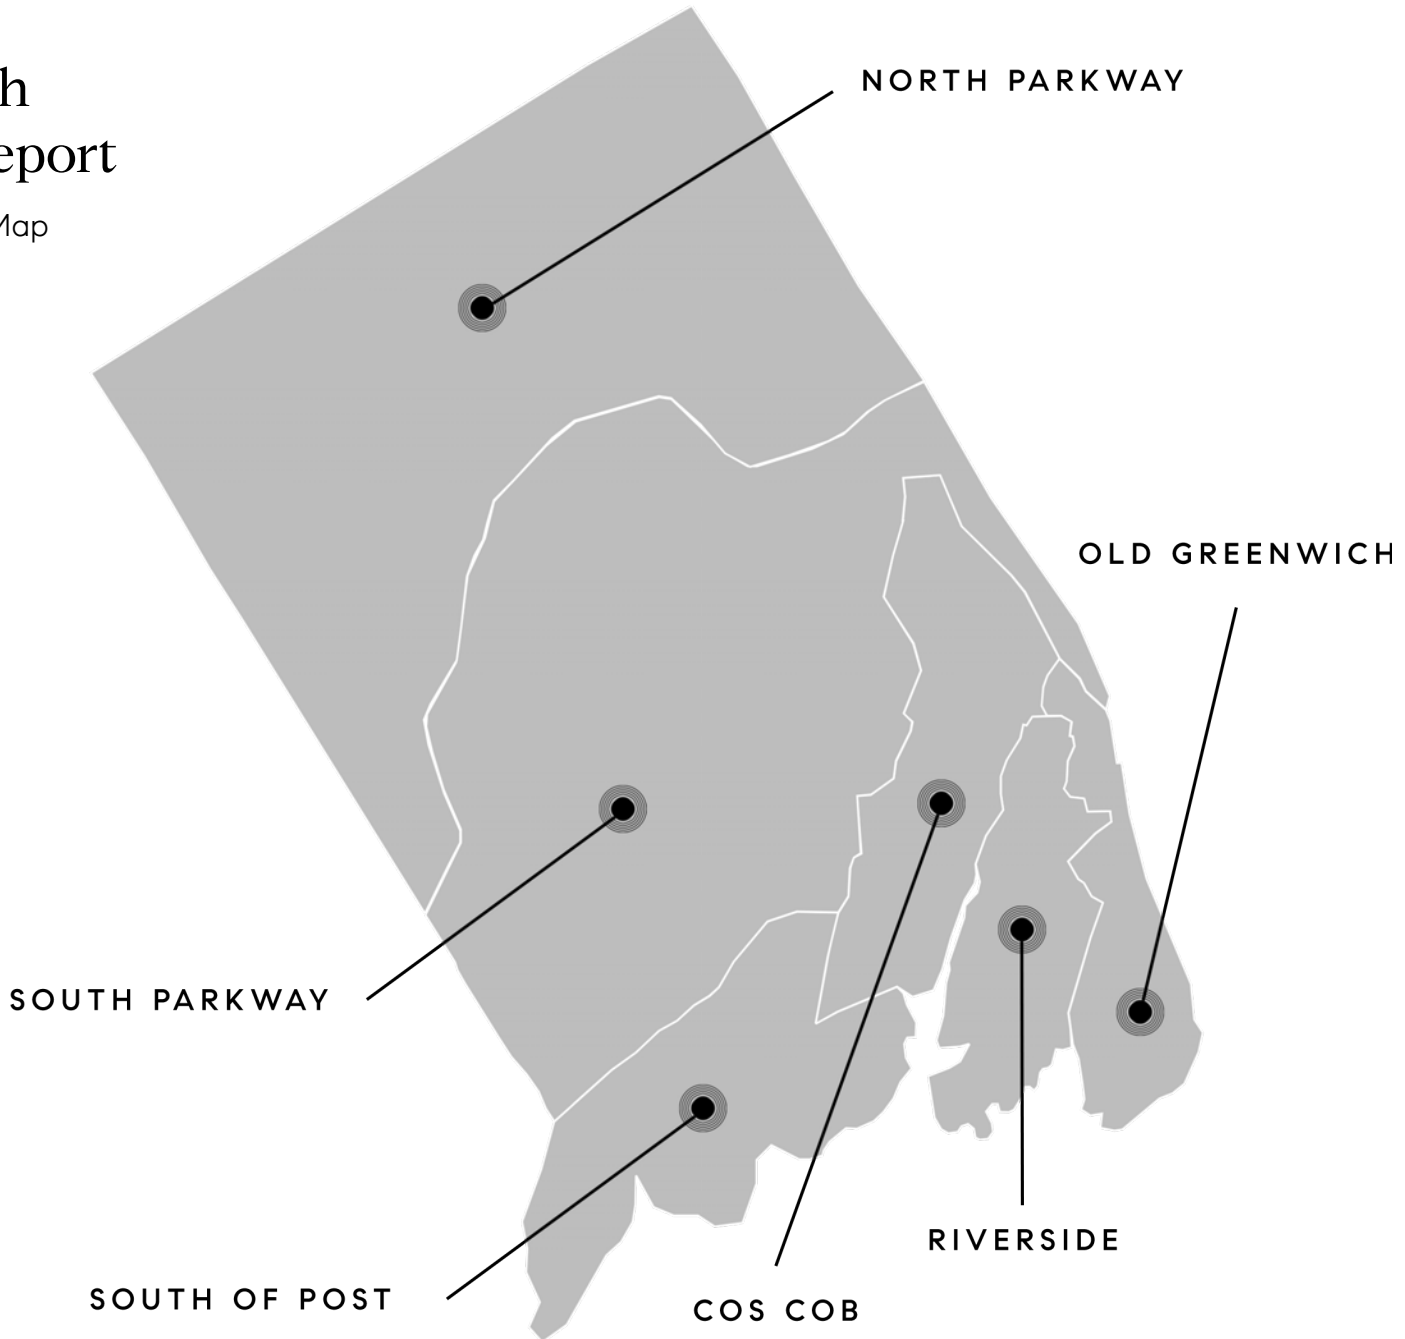 h
eport
Map
NORTH PARKWAY
OLD GREENWICH
SOUTH PARKWAY
RIVERSIDE
SOUTH OF POST
COS COB